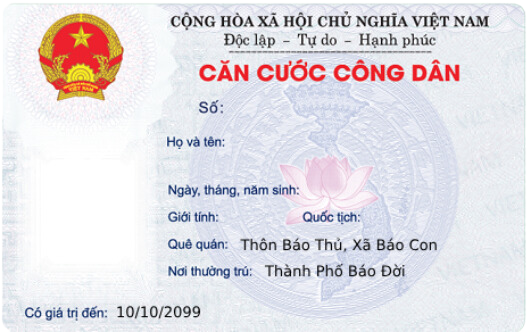 CỘNG HÒA XÃ HỘI CHỦ NGHĨA VIỆT NAM
Độc lập – Tự do – Hạnh phúc
CĂN CƯỚC CÔNG DÂN
Số:
Họ và tên:
Ngày, tháng, năm sinh:
Giới tính: Quốc tịch:
Quê quán: Thôn Báo Thủ, Xã Báo Con
Nơi thường trú: Thành Phố Báo Đời
Có giá trị đến: 10/10/2099